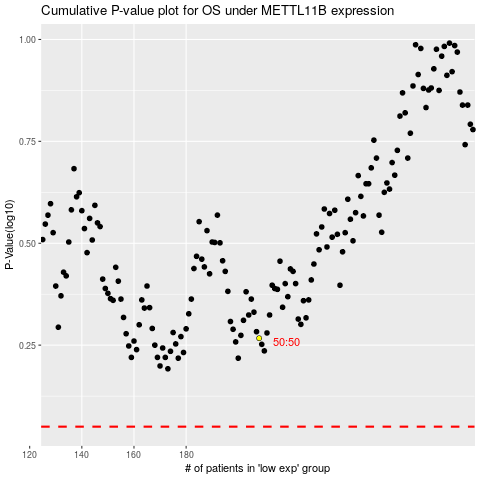 Cumulative P-value plot for OS under METTL11B expression
P-Value(log10)
1.00
0.75
0.50
0.25
50:50
120 140 160 180
# of patients in 'low exp' group